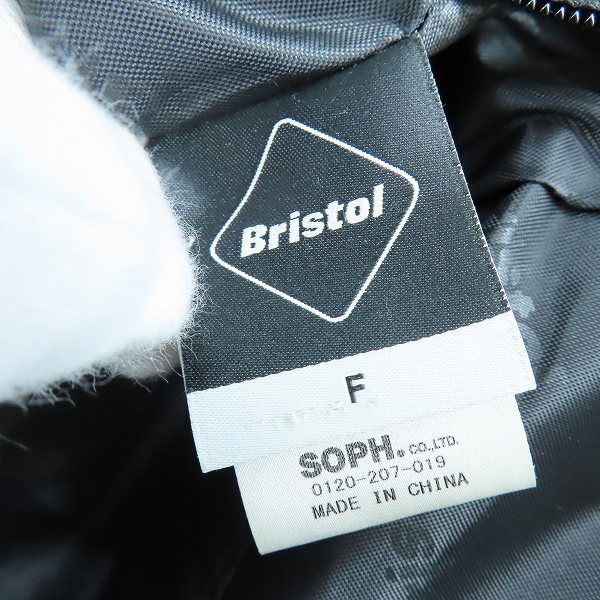 Bristol
F
SOPH. CO.,LTD.
0120-207-019
MADE IN CHINA